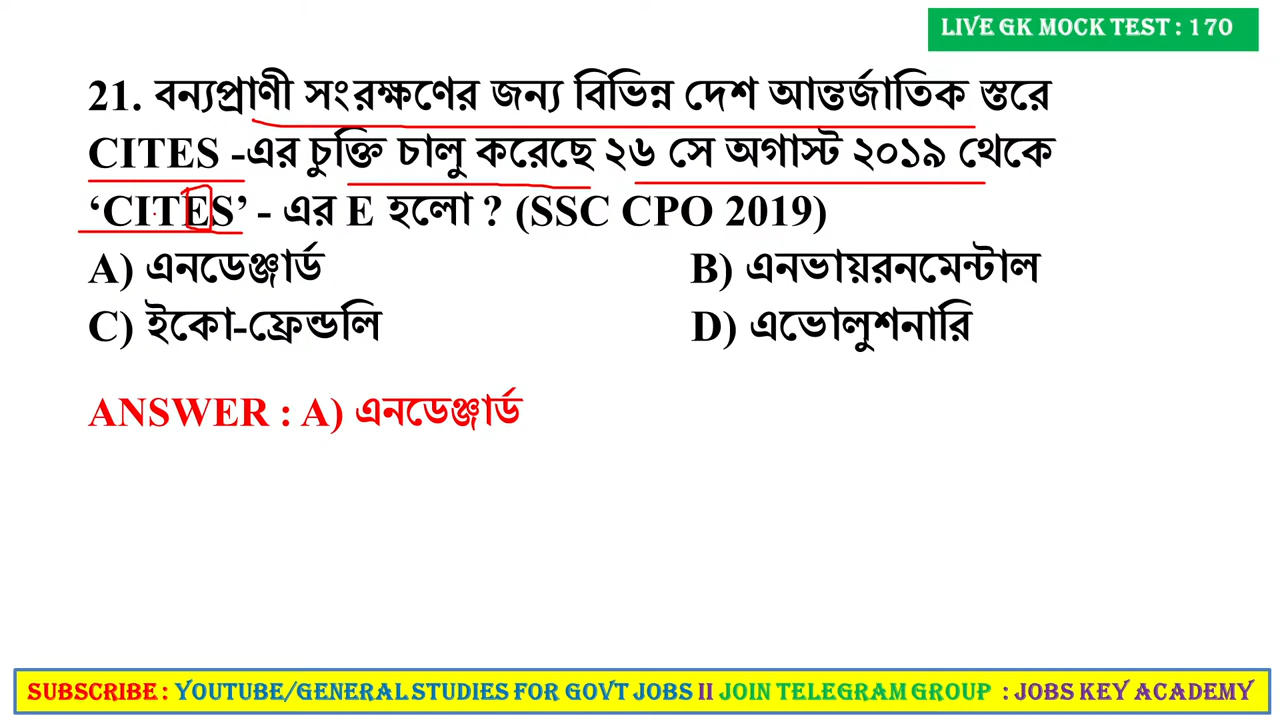 LIVE GK MOCK TEST : 170
21. বন্যপ্রাণী সংরক্ষণের জন্য বিভিন্ন দেশ আন্তর্জাতিক স্তরে
CITES -এর চুক্তি চালু করেছে ২৬ সে অগাস্ট ২০১৯ থেকে
‘CITES’ - এর E হলো ? (SSC CPO 2019)
A) এনডেঞ্জার্ড B) এনভায়রনমেন্টাল
C) ইকো-ফ্রেন্ডলি D) এভোলুশনারি
ANSWER : A) এনডেঞ্জার্ড
SUBSCRIBE : YOUTUBE/GENERAL STUDIES FOR GOVT JOBS II JOIN TELEGRAM GROUP : JOBS KEY ACADEMY